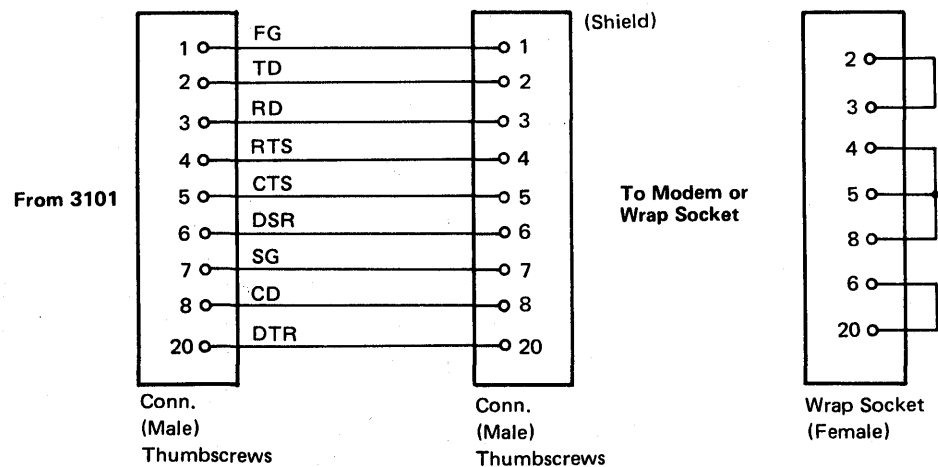 (Shield)
1 FG 1
2 TD 2
3 RD 3
4 RTS 4
5 CTS 5
6 DSR 6
7 SG 7
8 CD 8
20 DTR 20
From 3101
To Modem or
Wrap Socket
2
3
4
5
8
6
20
Conn.
(Male)
Thumbscrews
Conn.
(Male)
Thumbscrews
Wrap Socket
(Female)